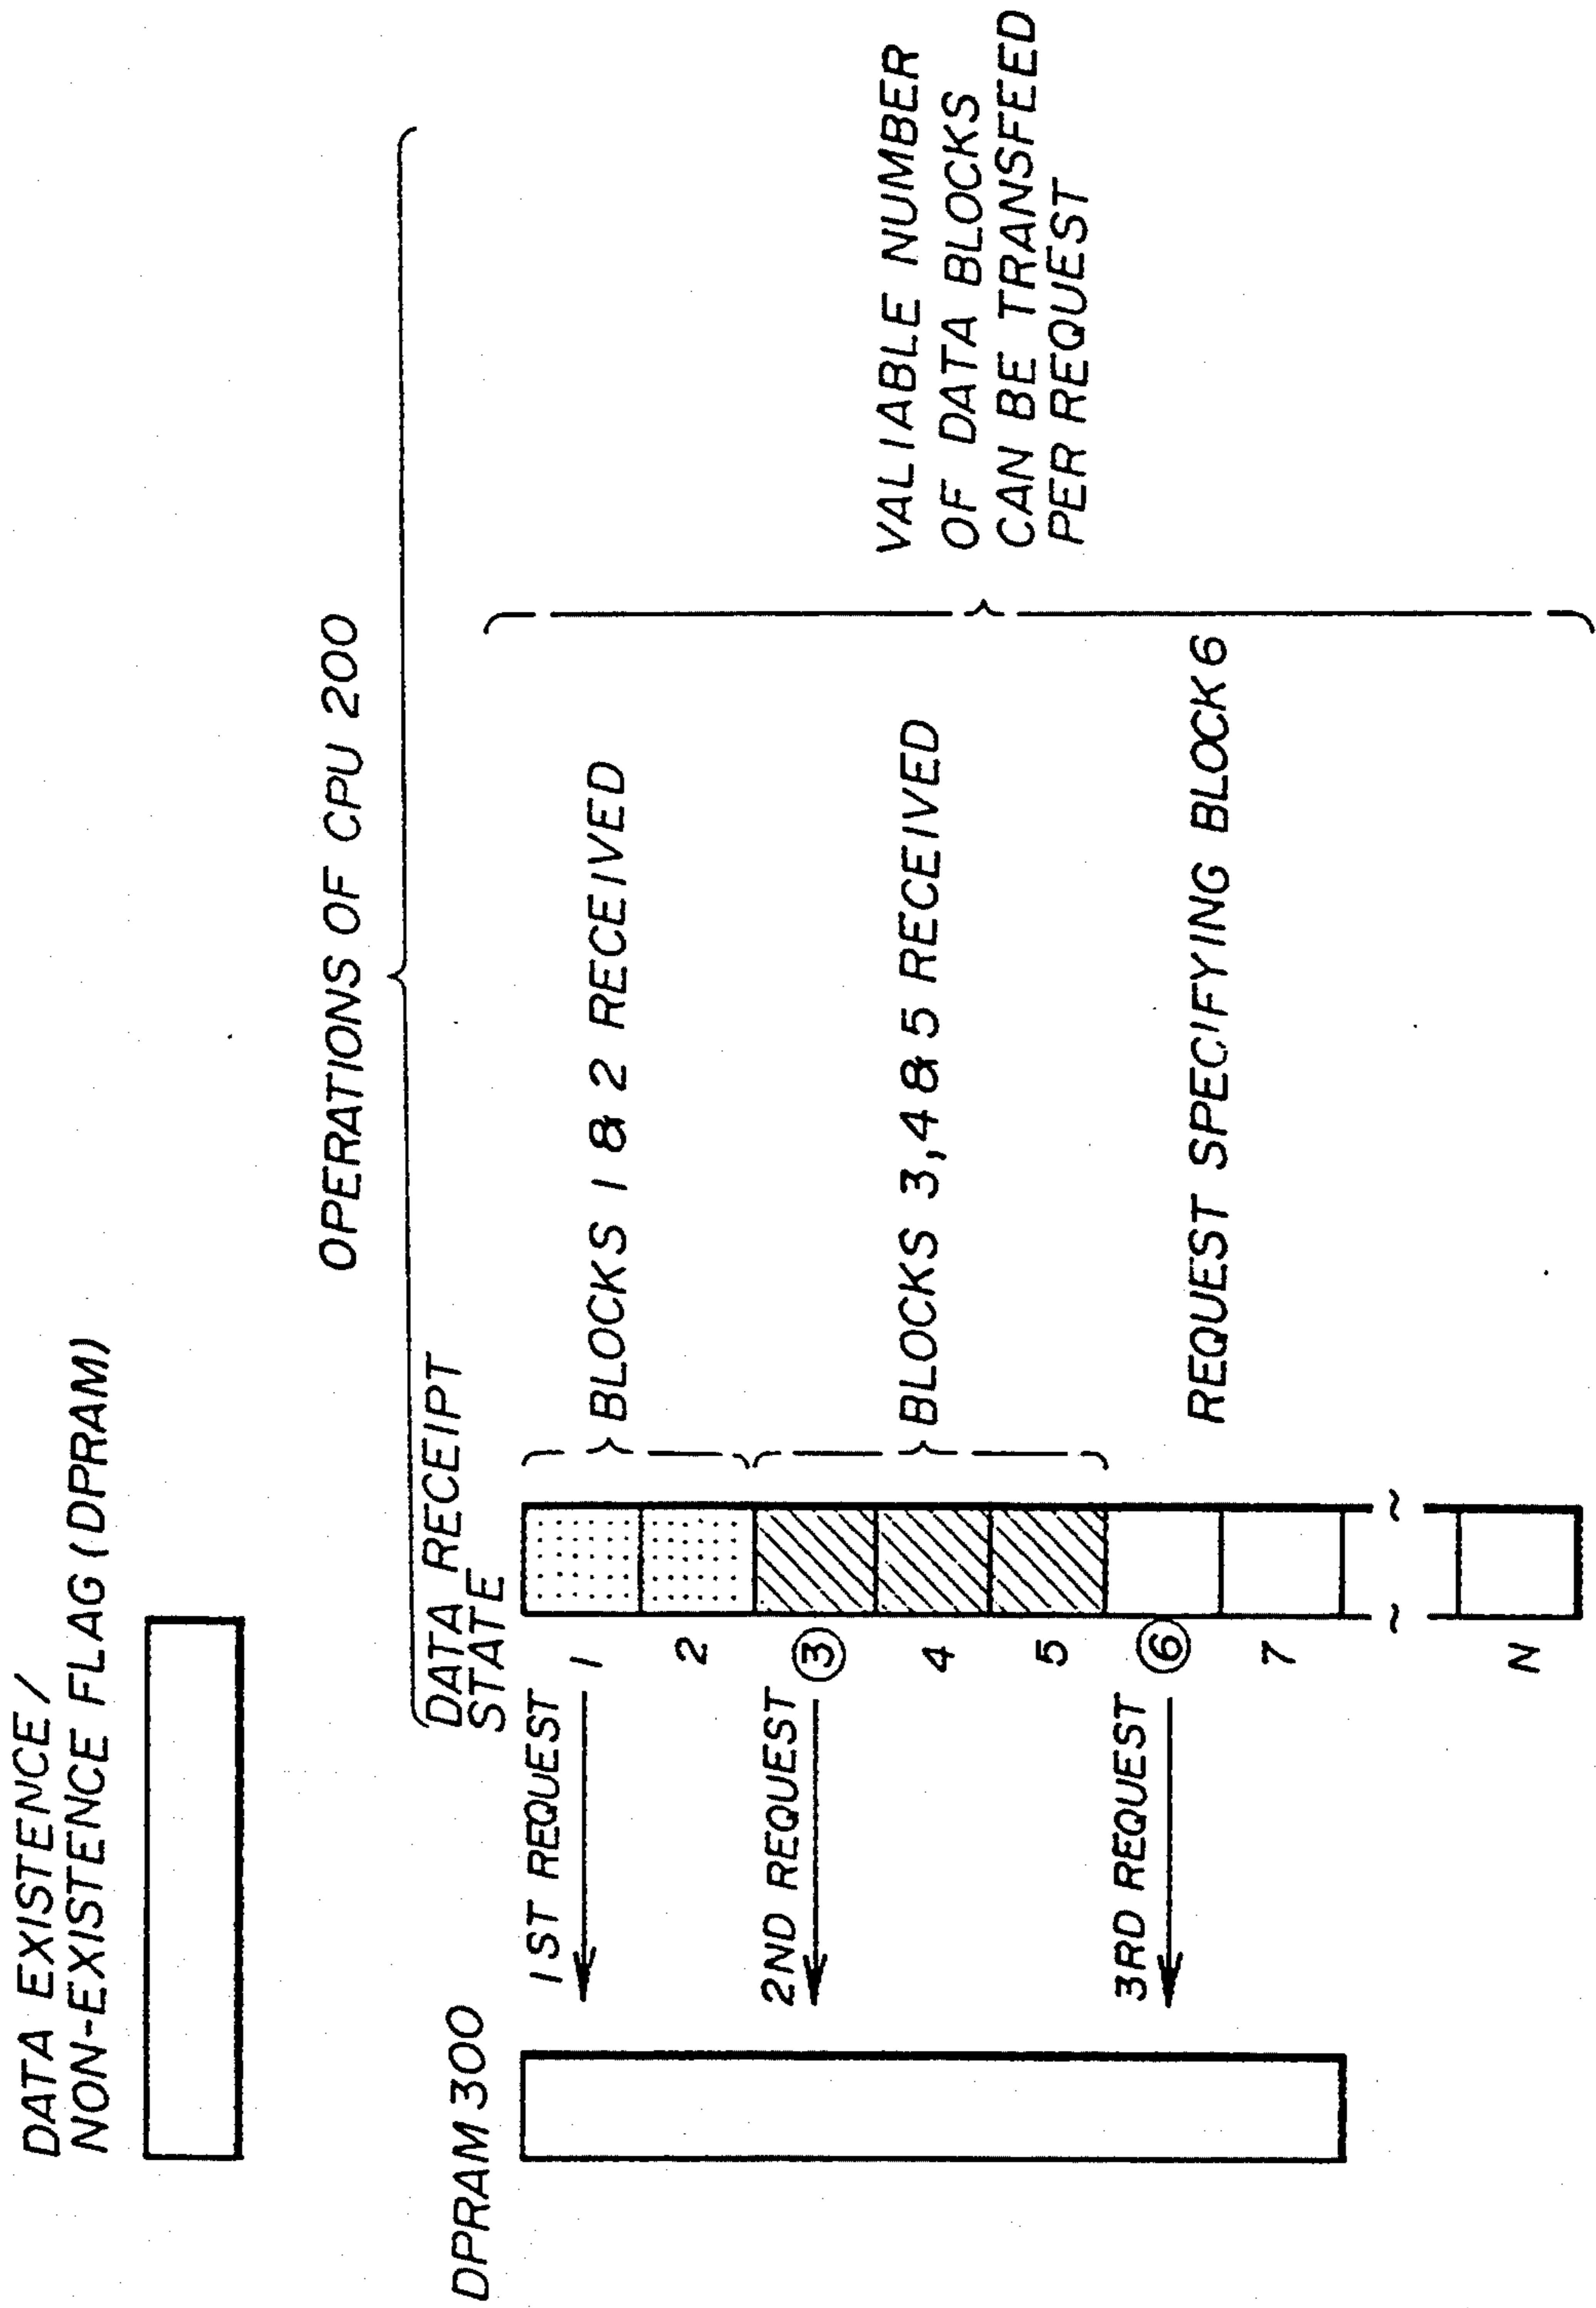 DATA EXISTENCE /
NON-EXISTENCE FLAG (DPRAM)
OPERATIONS OF CPU 200
DPRAM 300
DATA RECEIPT
STATE
1ST REQUEST
1
BLOCKS 1 & 2 RECEIVED
2
2ND REQUEST
3
4
BLOCKS 3, 4 & 5 RECEIVED
5
3RD REQUEST
6
REQUEST SPECIFYING BLOCK 6
7
N
VALIABLE NUMBER
OF DATA BLOCKS
CAN BE TRANSFEED
PER REQUEST